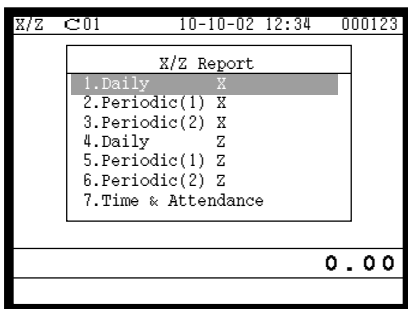 X/Z C01 10-10-02 12:34 000123
X/Z Report
1.Daily X
2.Periodic(1) X
3.Periodic(2) X
4.Daily Z
5.Periodic(1) Z
6.Periodic(2) Z
7.Time & Attendance
0.00